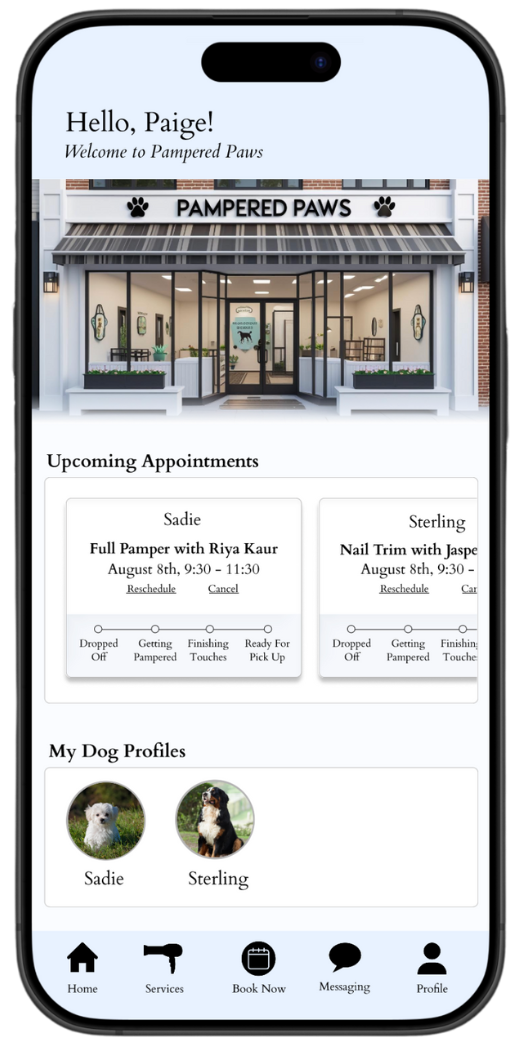 Hello, Paige!
Welcome to Pampered Paws
PAMPERED PAWS
Upcoming Appointments
Sadie
Full Pamper with Riya Kaur
August 8th, 9:30 - 11:30
Reschedule Cancel
Dropped Off
Getting Pampered
Finishing Touches
Ready For Pick Up
Sterling
Nail Trim with Jaspe
August 8th, 9:30 -
Reschedule Car
Dropped Off
Getting Pampered
Finishing Touche
My Dog Profiles
Sadie
Sterling
Home
Services
Book Now
Messaging
Profile